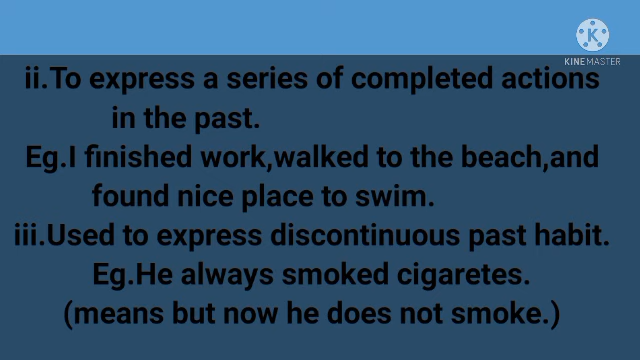 KINEMASTER
ii.To express a series of completed actions
in the past.
Eg.I finished work,walked to the beach,and
found nice place to swim.
iii.Used to express discontinuous past habit.
Eg.He always smoked cigaretes.
(means but now he does not smoke.)